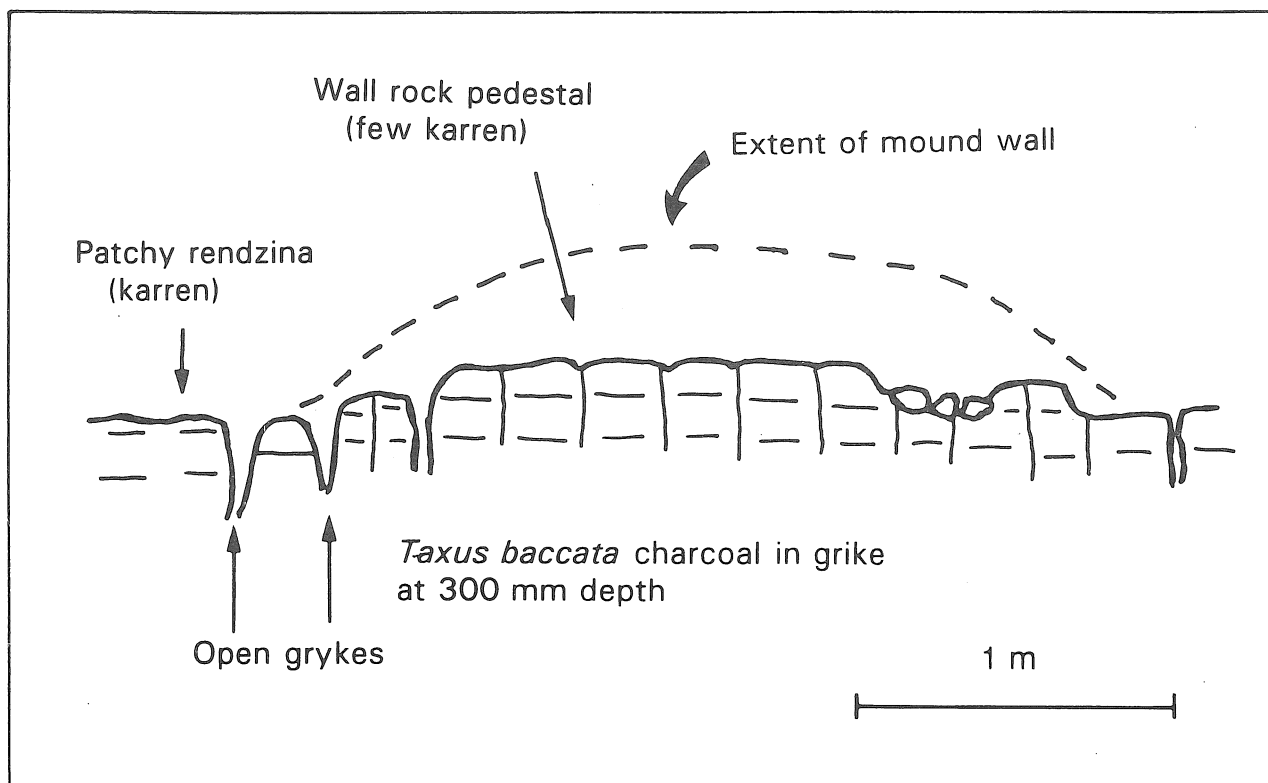 Wall rock pedestal
(few karren)
Extent of mound wall
Patchy rendzina
(karren)
Taxus baccata charcoal in grike
at 300 mm depth
Open grykes
1 m